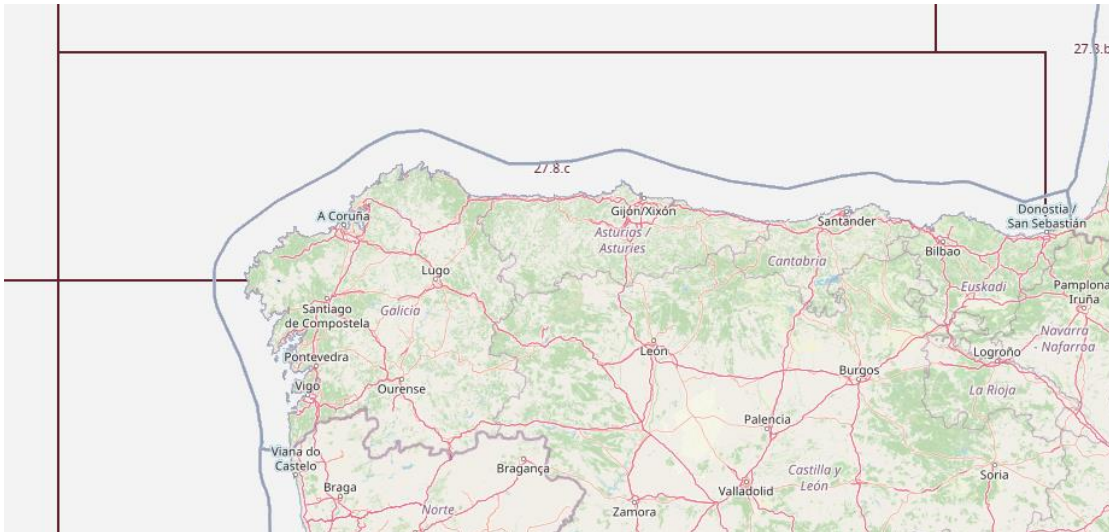 27.8.b
27.8.c
A Coruña
Gijón/Xixón
Santander
Donostia /
San Sebastián
Asturias /
Asturies
Bilbao
Cantabria
Lugo
Euskadi
Pamplona
Iruña
Santiago
de Compostela
Galicia
Navarra
- Nafarroa
León
Logroño
Pontevedra
Burgos
Vigo
Ourense
La Rioja
Palencia
Viana do
Castelo
Bragança
Castilla y
León
Soria
Braga
Valladolid
Norte
Zamora